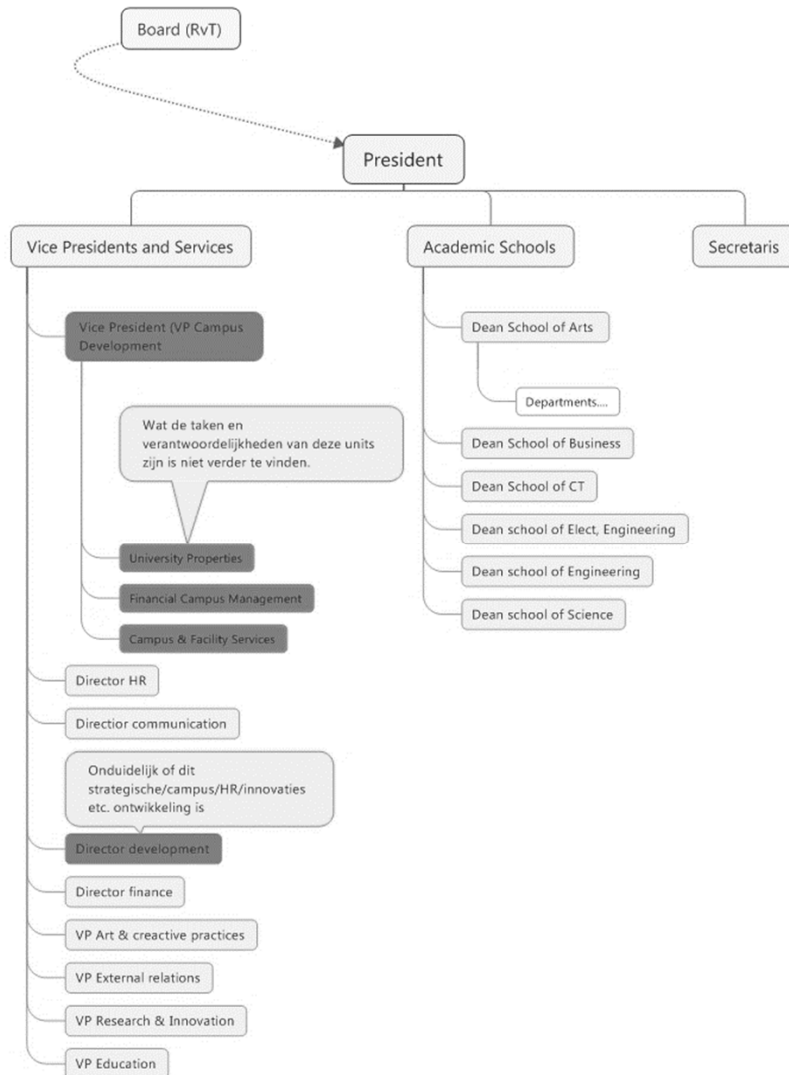 Board (RvT)
President
Vice Presidents and Services
Academic Schools
Secretaris
Vice President (VP Campus
Development
Wat de taken en
verantwoordelijkheden van deze units
zijn is niet verder te vinden.
University Properties
Financial Campus Management
Campus & Facility Services
Director HR
Directior communication
Onduidelijk of dit
strategische/campus/HR/innovaties
etc. ontwikkeling is
Director development
Director finance
VP Art & creactive practices
VP External relations
VP Research & Innovation
VP Education
Dean School of Arts
Departments....
Dean School of Business
Dean School of CT
Dean school of Elect, Engineering
Dean school of Engineering
Dean school of Science